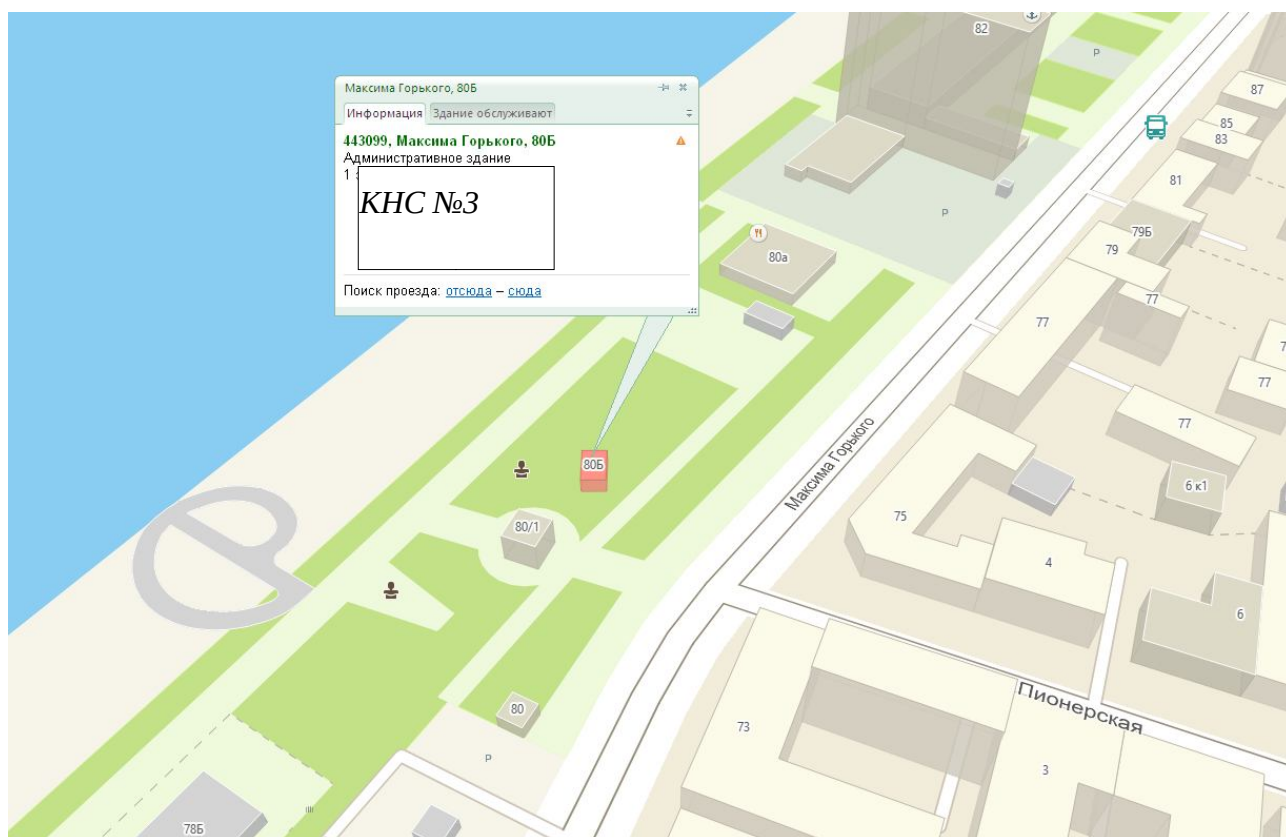 82
P
Максима Горького, 80Б
87
Информация
Здание обслуживают
85
83
443099, Максима Горького, 80Б
Административное здание
81
1
КНС №3
P
79Б
79
80а
77
Поиск проезда: отсюда – сюда
77
77
77
Максима Горького
80Б
6 к1
75
80/1
4
6
Пионерская
80
73
P
3
78Б